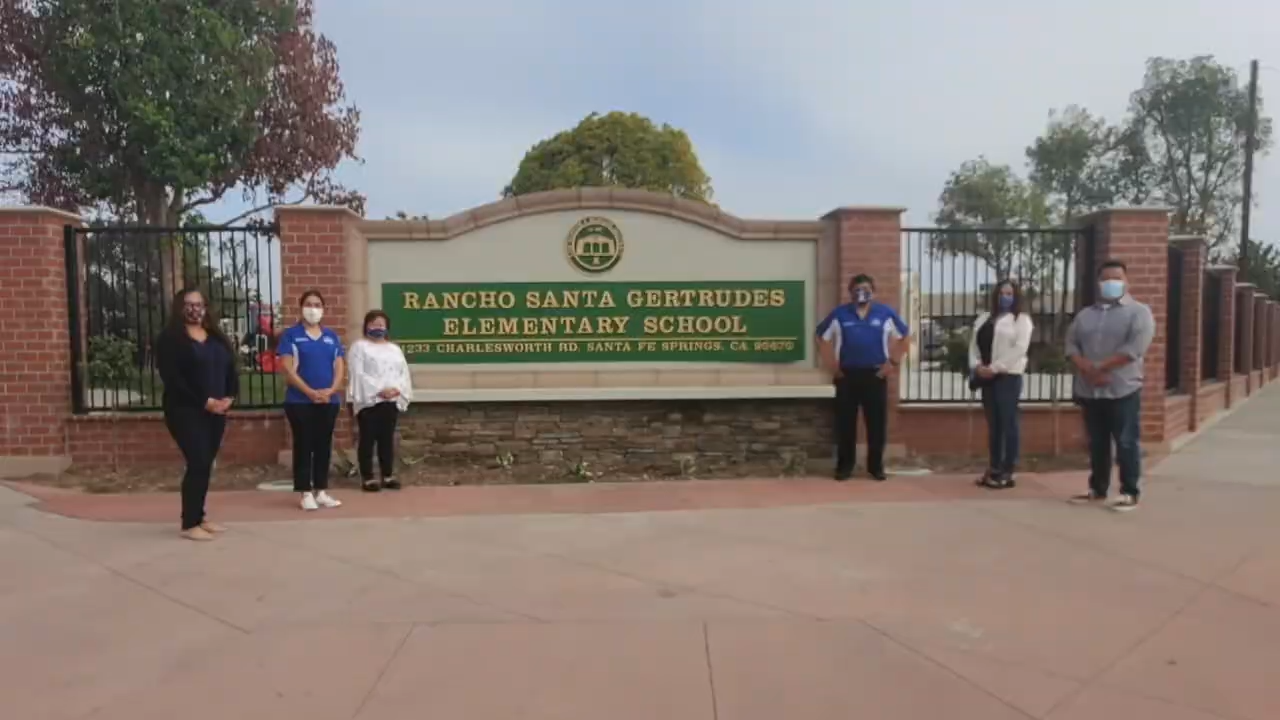 RANCHO SANTA GERTRUDES
ELEMENTARY SCHOOL
11233 CHARLESWORTH RD. SANTA FE SPRINGS, CA 90670